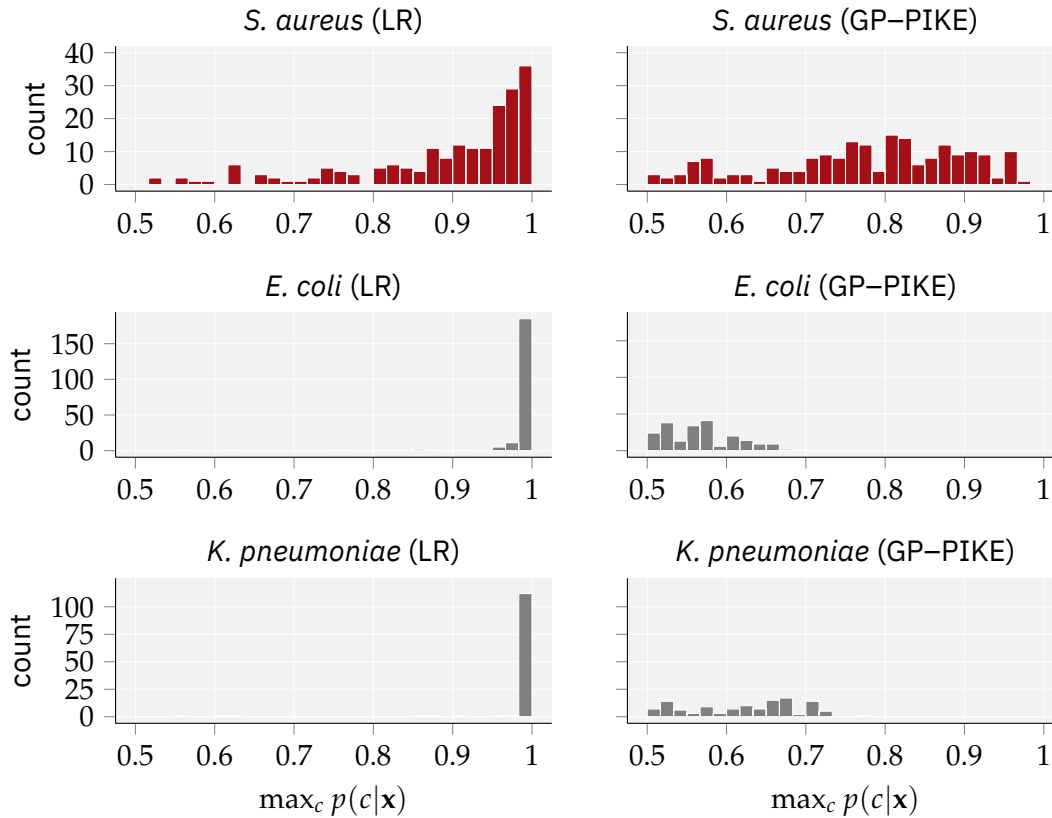 S. aureus (LR)
S. aureus (GP–PIKE)
count
40
30
20
10
0
0.5 0.6 0.7 0.8 0.9 1
0.5 0.6 0.7 0.8 0.9 1
E. coli (LR)
E. coli (GP–PIKE)
count
150
100
50
0
0.5 0.6 0.7 0.8 0.9 1
0.5 0.6 0.7 0.8 0.9 1
K. pneumoniae (LR)
K. pneumoniae (GP–PIKE)
count
100
75
50
25
0
0.5 0.6 0.7 0.8 0.9 1
0.5 0.6 0.7 0.8 0.9 1
max_c p(c|x)
max_c p(c|x)